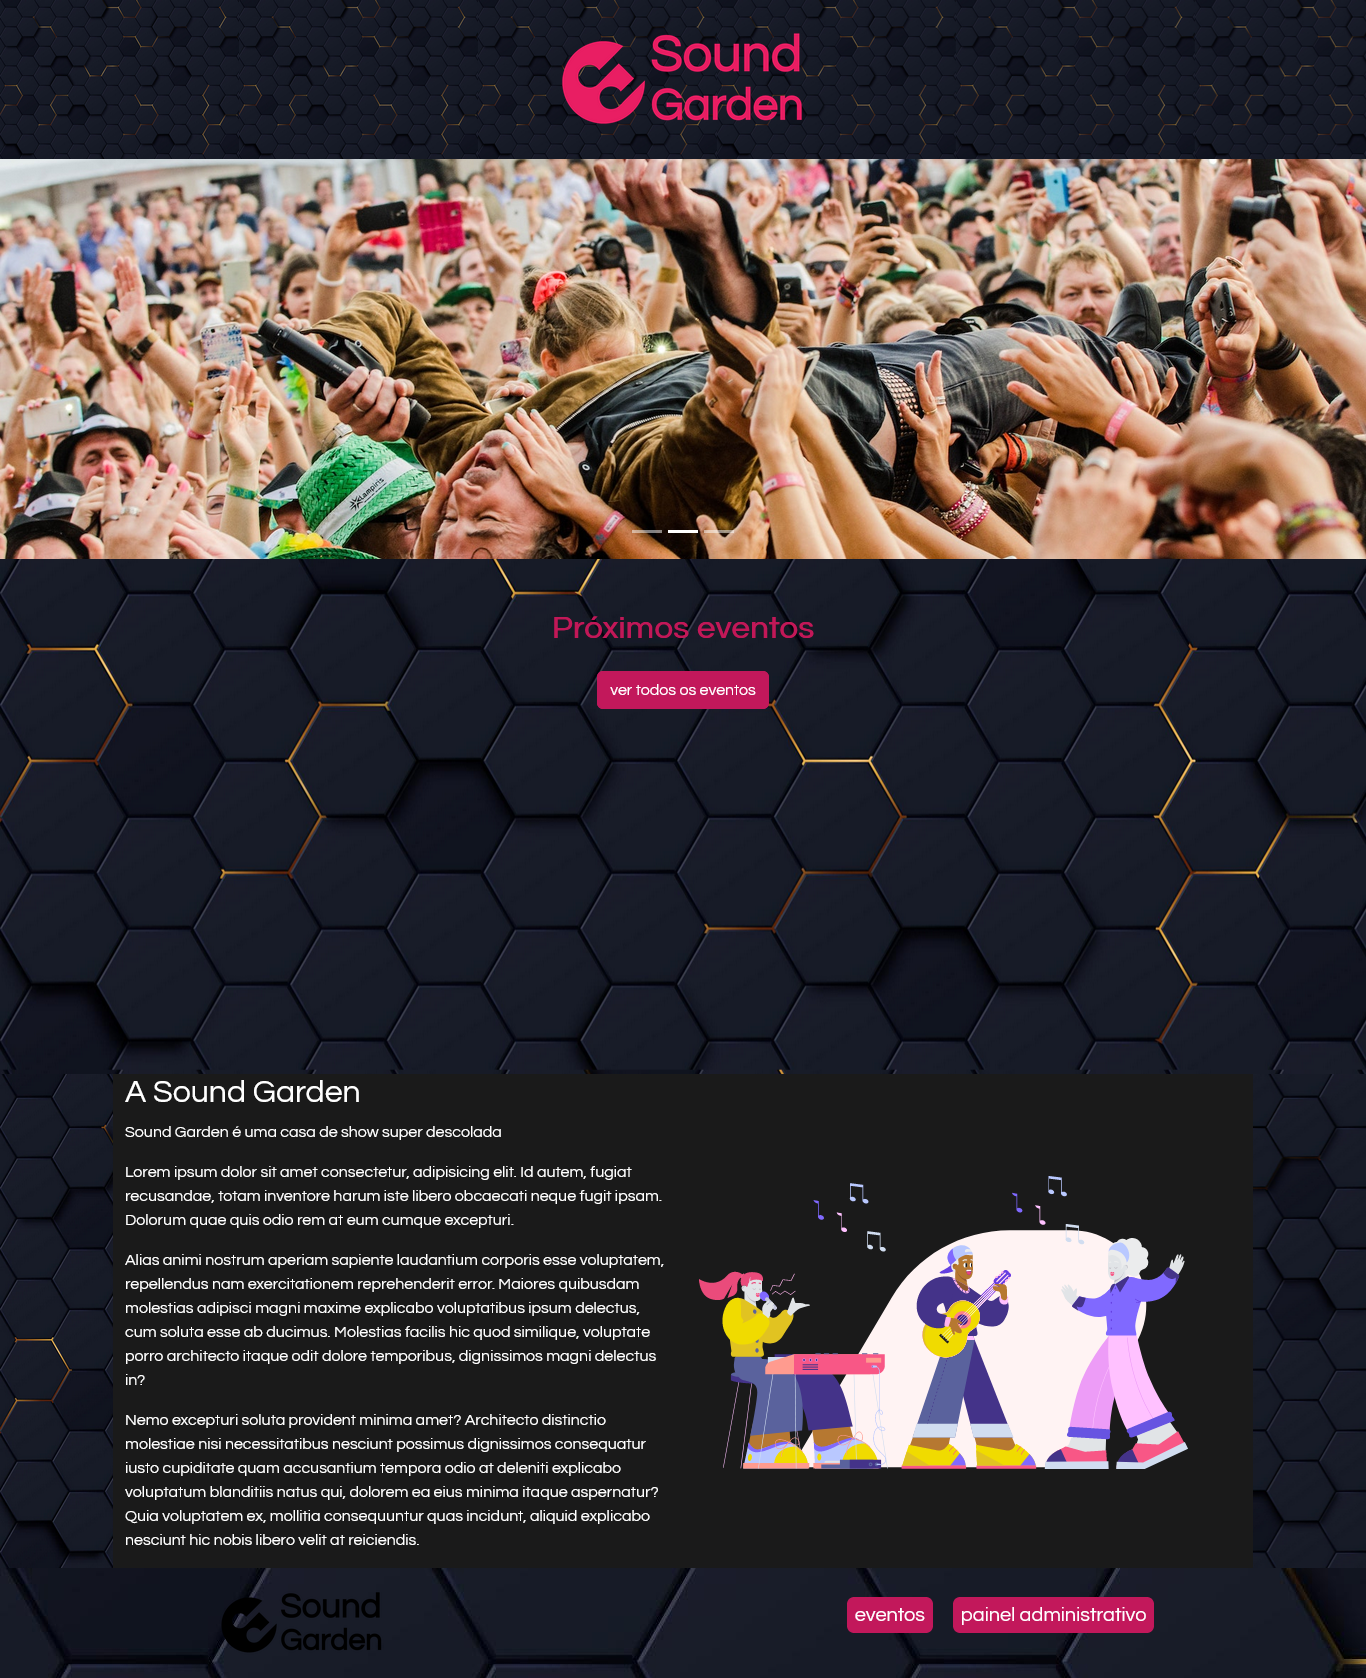 Sound
Garden
Lampiris
Próximos eventos
ver todos os eventos
A Sound Garden
Sound Garden é uma casa de show super descolada
Lorem ipsum dolor sit amet consectetur, adipisicing elit. Id autem, fugiat
recusandae, totam inventore harum iste libero obcaecati neque fugit ipsam.
Dolorum quae quis odio rem at eum cumque excepturi.
Alias animi nostrum aperiam sapiente laudantium corporis esse voluptatem,
repellendus nam exercitationem reprehenderit error. Maiores quibusdam
molestias adipisci magni maxime explicabo voluptatibus ipsum delectus,
cum soluta esse ab ducimus. Molestias facilis hic quod similique, voluptate
porro architecto itaque odit dolore temporibus, dignissimos magni delectus
in?
Nemo excepturi soluta provident minima amet? Architecto distinctio
molestiae nisi necessitatibus nesciunt possimus dignissimos consequatur
iusto cupiditate quam accusantium tempora odio at deleniti explicabo
voluptatum blanditiis natus qui, dolorem ea eius minima itaque aspernatur?
Quia voluptatem ex, mollitia consequuntur quas incidunt, aliquid explicabo
nesciunt hic nobis libero velit at reiciendis.
Sound
Garden
eventos
painel administrativo